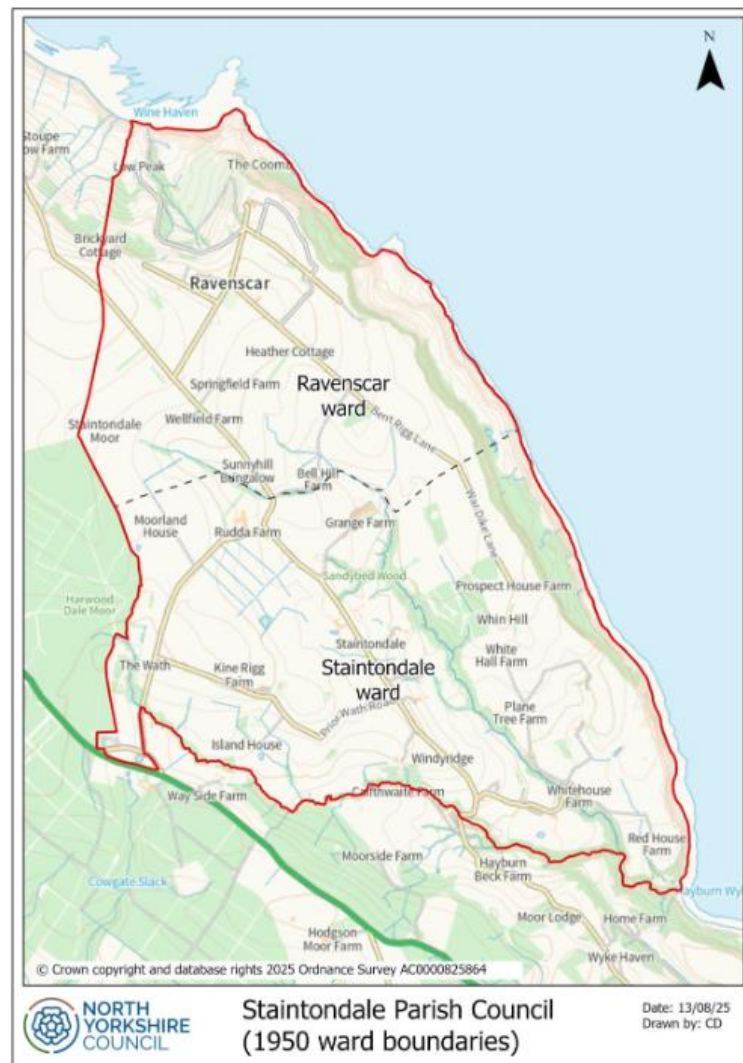 N
Wine Haven
Stoupe
ow Farm
Low Peak
The Coomb
Brickyard
Cottage
Ravenscar
Heather Cottage
Springfield Farm
Ravenscar
ward
Wellfield Farm
Bent Rigg Lane
Staintondale
Moor
Sunnyhill
Bungalow
Bell Hill
Farm
Moorland
House
Rudda Farm
Grange Farm
War Dike Lane
Sandybed Wood
Prospect House Farm
Harwood
Dale Moor
Whin Hill
Staintondale
White
Hall Farm
The Wath
Kine Rigg
Farm
Staintondale
ward
Prior Wath Road
Plane
Tree Farm
Island House
Windyridge
Way Side Farm
Whitehouse
Farm
Red House
Farm
Moorside Farm
Cowgate Slack
Hayburn
Beck Farm
ayburn Wy
Moor Lodge
Home Farm
Hodgson
Moor Farm
Wyke Haven
© Crown copyright and database rights 2025 Ordnance Survey AC0000825864
NORTH
YORKSHIRE
COUNCIL
Staintondale Parish Council
(1950 ward boundaries)
Date: 13/08/25
Drawn by: CD